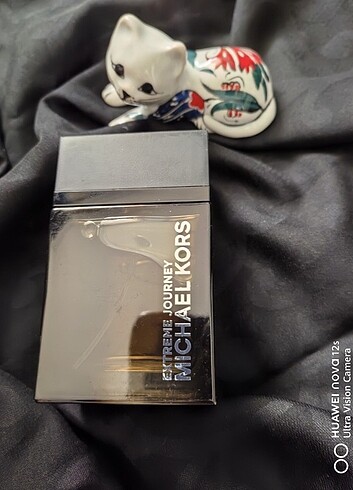 EXTREME JOURNEY
MICHAEL KORS
HUAWEI nova 12s
Ultra Vision Camera